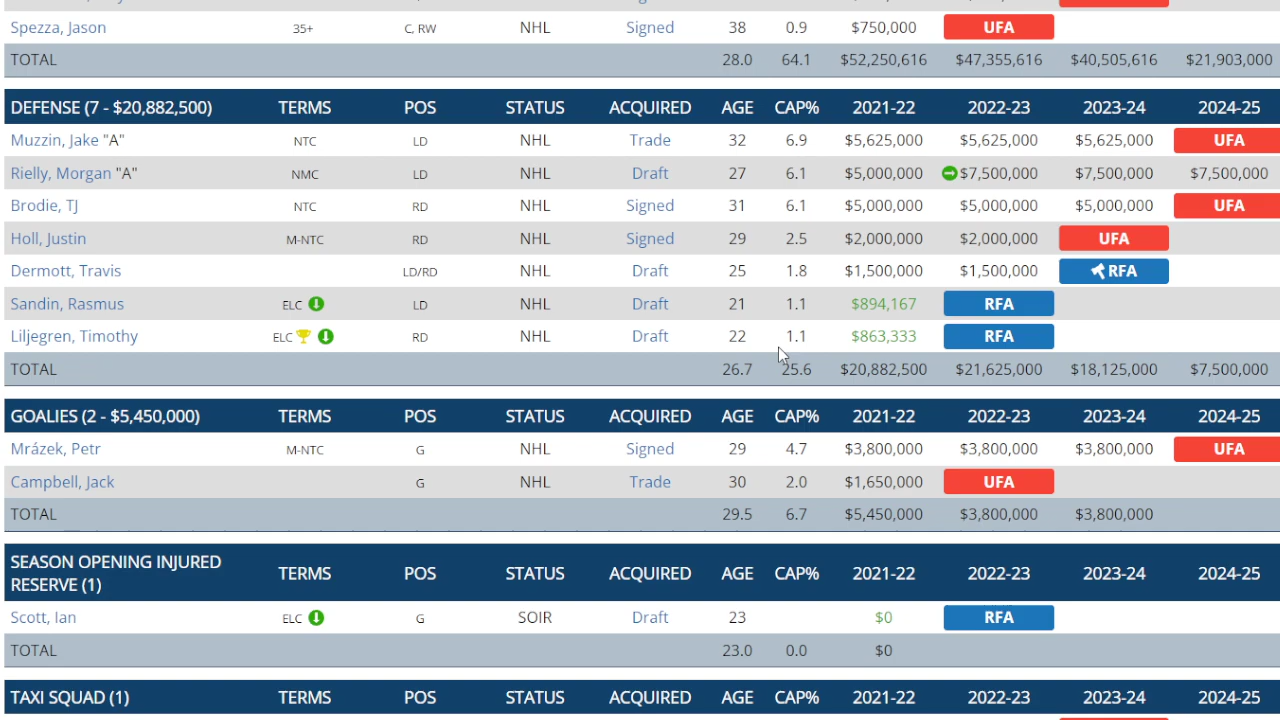 Spezza, Jason 35+ C, RW NHL Signed 38 0.9 $750,000 UFA
TOTAL 28.0 64.1 $52,250,616 $47,355,616 $40,505,616 $21,903,000
DEFENSE (7 - $20,882,500) TERMS POS STATUS ACQUIRED AGE CAP% 2021-22 2022-23 2023-24 2024-25
Muzzin, Jake "A" NTC LD NHL Trade 32 6.9 $5,625,000 $5,625,000 $5,625,000 UFA
Rielly, Morgan "A" NMC LD NHL Draft 27 6.1 $5,000,000 $7,500,000 $7,500,000 $7,500,000
Brodie, TJ NTC RD NHL Signed 31 6.1 $5,000,000 $5,000,000 $5,000,000 UFA
Holl, Justin M-NTC RD NHL Signed 29 2.5 $2,000,000 $2,000,000 UFA
Dermott, Travis LD/RD NHL Draft 25 1.8 $1,500,000 $1,500,000 RFA
Sandin, Rasmus ELC LD NHL Draft 21 1.1 $894,167 RFA
Liljegren, Timothy ELC RD NHL Draft 22 1.1 $863,333 RFA
TOTAL 26.7 25.6 $20,882,500 $21,625,000 $18,125,000 $7,500,000
GOALIES (2 - $5,450,000) TERMS POS STATUS ACQUIRED AGE CAP% 2021-22 2022-23 2023-24 2024-25
Mrázek, Petr M-NTC G NHL Signed 29 4.7 $3,800,000 $3,800,000 $3,800,000 UFA
Campbell, Jack G NHL Trade 30 2.0 $1,650,000 UFA
TOTAL 29.5 6.7 $5,450,000 $3,800,000 $3,800,000
SEASON OPENING INJURED
RESERVE (1) TERMS POS STATUS ACQUIRED AGE CAP% 2021-22 2022-23 2023-24 2024-25
Scott, Ian ELC G SOIR Draft 23 $0 RFA
TOTAL 23.0 0.0 $0
TAXI SQUAD (1) TERMS POS STATUS ACQUIRED AGE CAP% 2021-22 2022-23 2023-24 2024-25